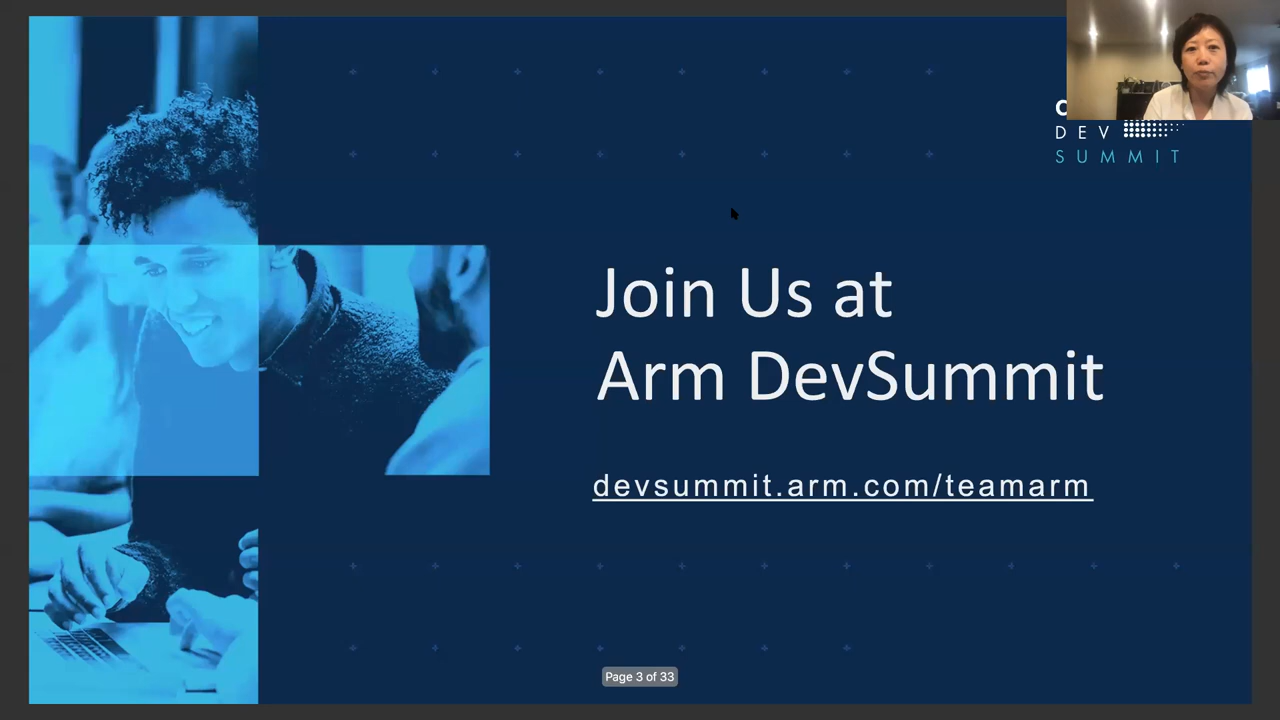 DEV
SUMMIT
Join Us at
Arm DevSummit
devsummit.arm.com/teamarm
Page 3 of 33